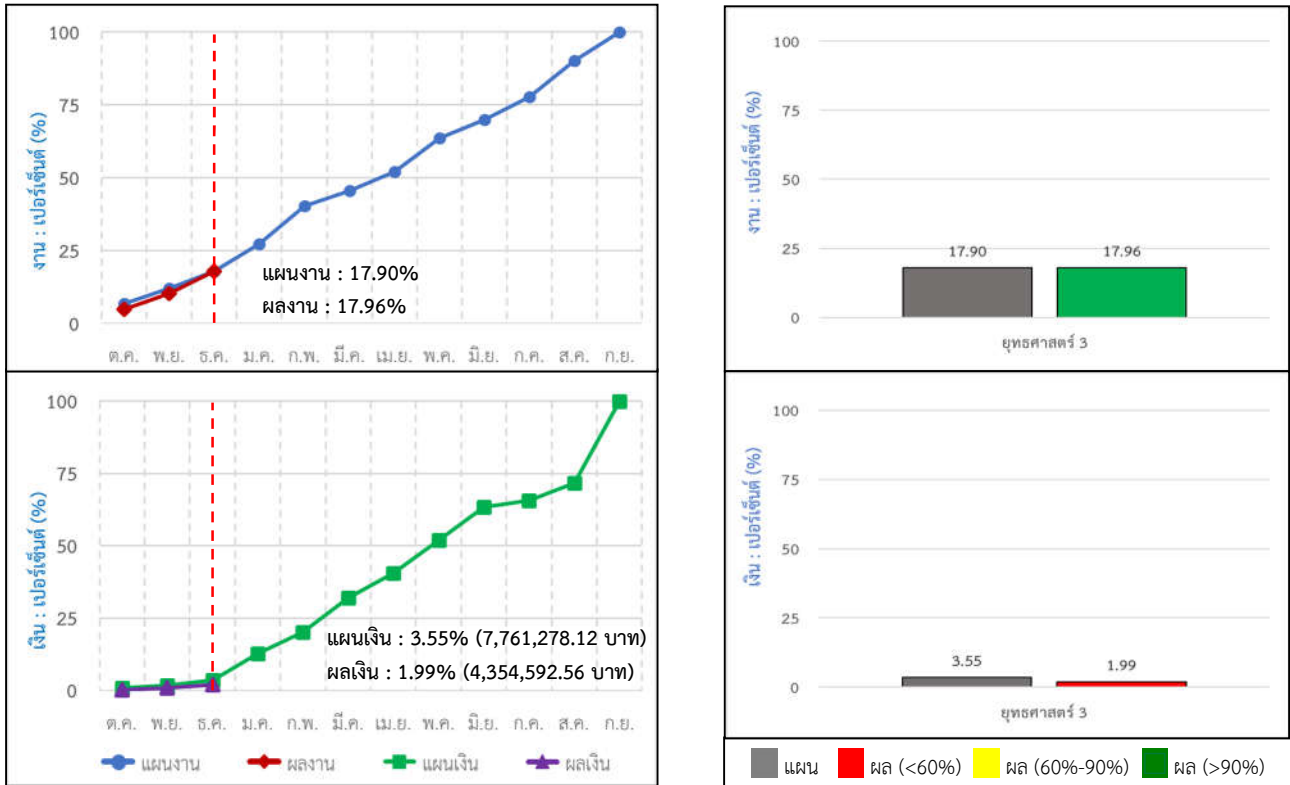 งาน : เปอร์เซ็นต์ (%)
100
75
50
25
0
แผนงาน : 17.90%
ผลงาน : 17.96%
ต.ค. พ.ย. ธ.ค. ม.ค. ก.พ. มี.ค. เม.ย. พ.ค. มิ.ย. ก.ค. ส.ค. ก.ย.
งาน : เปอร์เซ็นต์ (%)
100
75
50
25
0
17.90 17.96
ยุทธศาสตร์ 3
เงิน : เปอร์เซ็นต์ (%)
100
75
50
25
0
แผนเงิน : 3.55% (7,761,278.12 บาท)
ผลเงิน : 1.99% (4,354,592.56 บาท)
ต.ค. พ.ย. ธ.ค. ม.ค. ก.พ. มี.ค. เม.ย. พ.ค. มิ.ย. ก.ค. ส.ค. ก.ย.
แผนงาน ผลงาน แผนเงิน ผลเงิน
เงิน : เปอร์เซ็นต์ (%)
100
75
50
25
0
3.55 1.99
ยุทธศาสตร์ 3
แผน ผล (<60%) ผล (60%-90%) ผล (>90%)